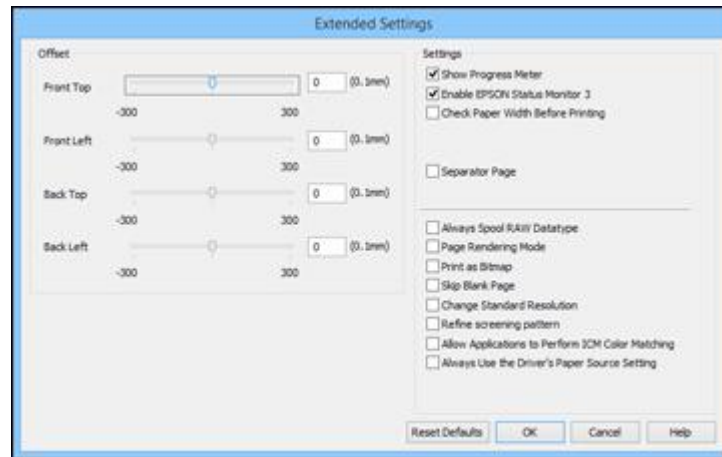 Extended Settings
Offset
Front Top
0
(0.1mm)
-300
300
Front Left
0
(0.1mm)
-300
300
Back Top
0
(0.1mm)
-300
300
Back Left
0
(0.1mm)
-300
300
Settings
Show Progress Meter
Enable EPSON Status Monitor 3
Check Paper Width Before Printing
Separator Page
Always Spool RAW Datatype
Page Rendering Mode
Print as Bitmap
Skip Blank Page
Change Standard Resolution
Refine screening pattern
Allow Applications to Perform ICM Color Matching
Always Use the Driver's Paper Source Setting
Reset Defaults
OK
Cancel
Help